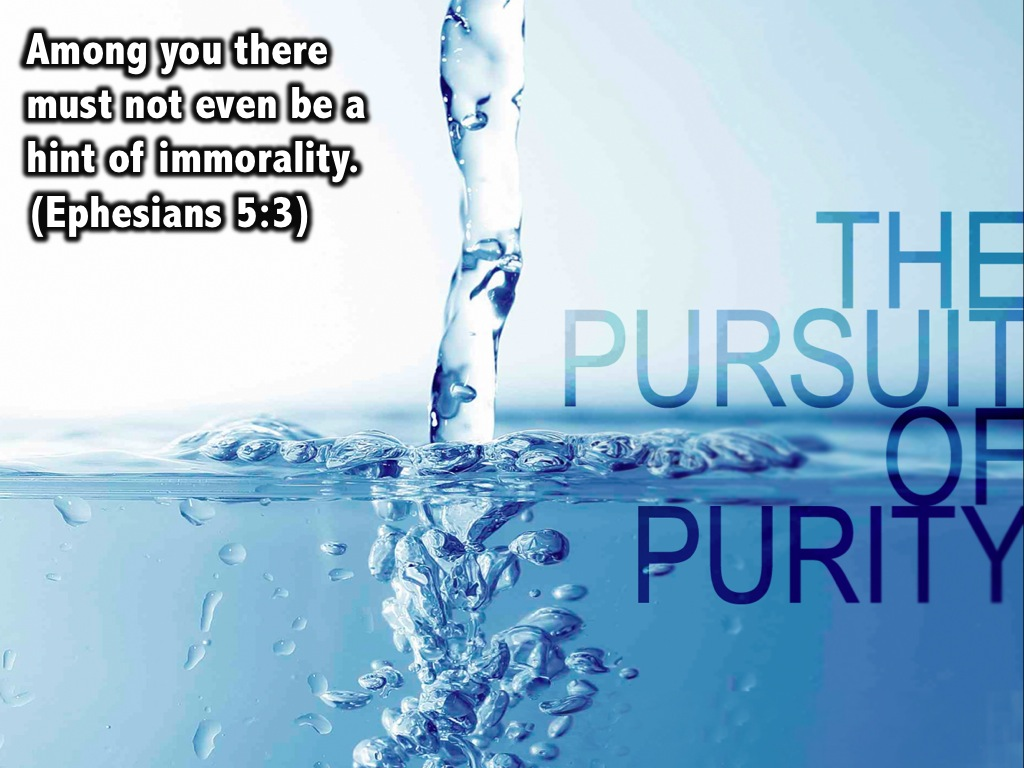 Among you there
must not even be a
hint of immorality.
(Ephesians 5:3)
THE
PURSUIT
OF
PURITY